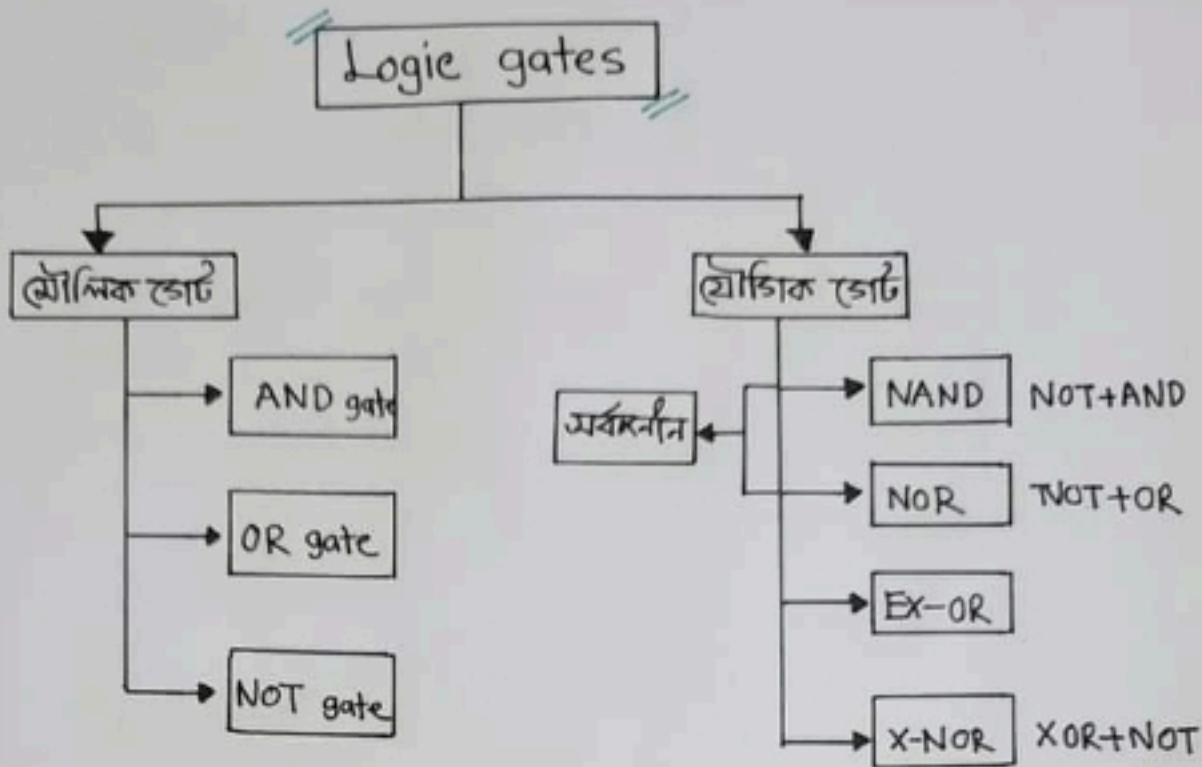 Logic gates
মৌলিক গেট
যৌগিক গেট
AND gate
OR gate
NOT gate
সর্বজনীন
NAND NOT+AND
NOR NOT+OR
EX-OR
X-NOR XOR+NOT